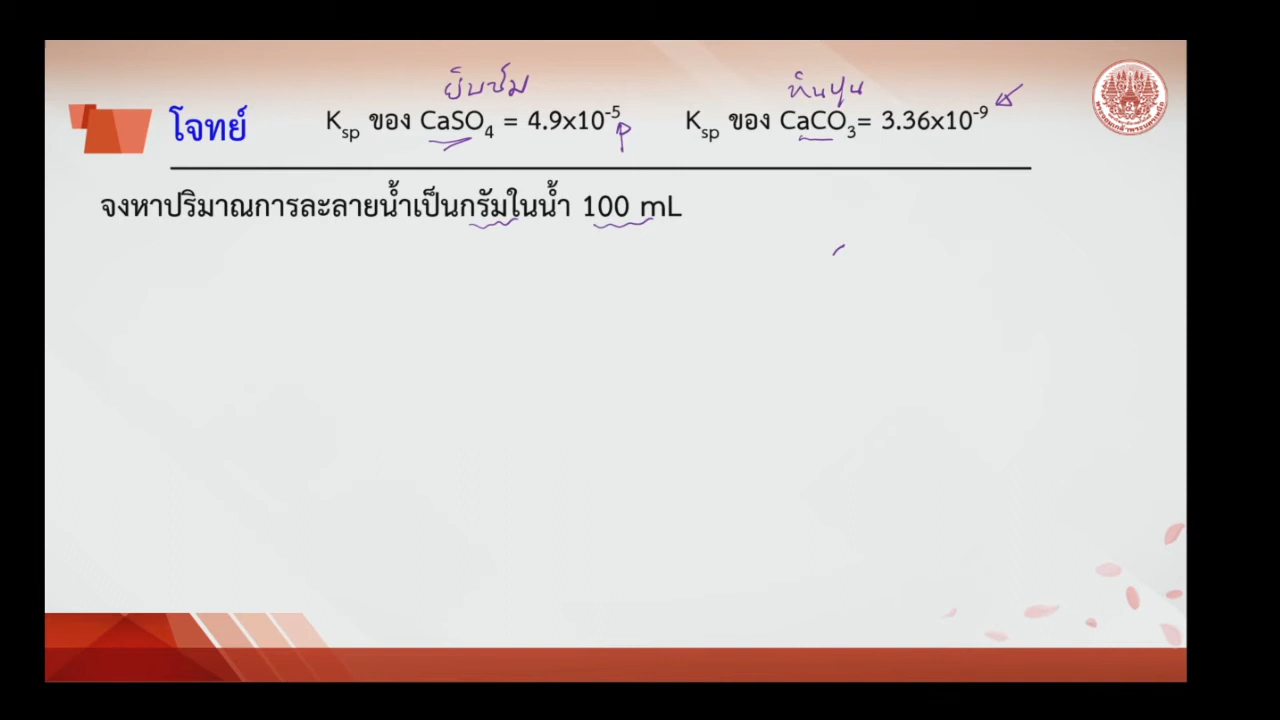 ยิบซัม หินปูน
โจทย์ Ksp ของ CaSO4 = 4.9x10-5 Ksp ของ CaCO3= 3.36x10-9
จงหาปริมาณการละลายน้ำเป็นกรัมในน้ำ 100 mL